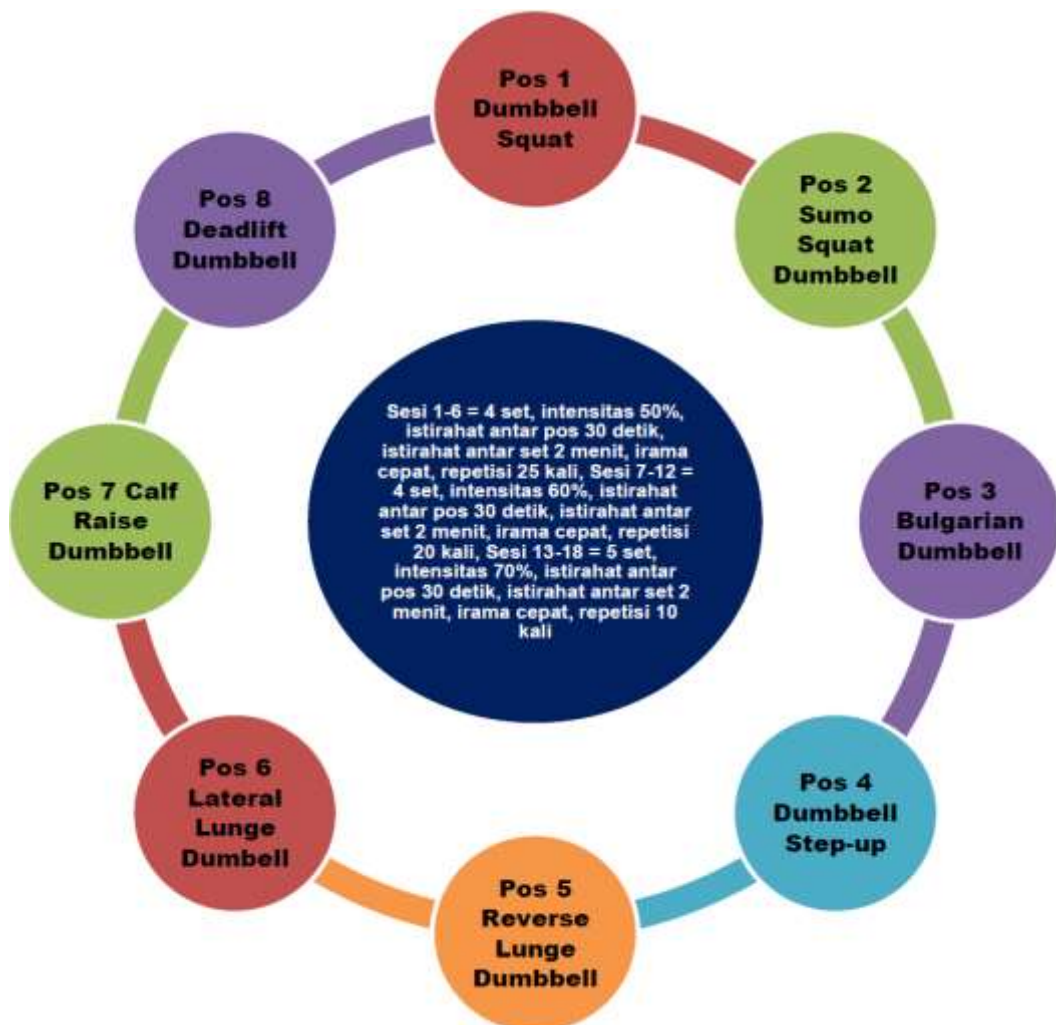 Pos 1
Dumbbell
Squat
Pos 2
Sumo
Squat
Dumbbell
Pos 3
Bulgarian
Dumbbell
Pos 4
Dumbbell
Step-up
Pos 5
Reverse
Lunge
Dumbbell
Pos 6
Lateral
Lunge
Dumbell
Pos 7 Calf
Raise
Dumbbell
Pos 8
Deadlift
Dumbbell
Sesi 1-6 = 4 set, intensitas 50%,
istirahat antar pos 30 detik,
istirahat antar set 2 menit, irama
cepat, repetisi 25 kali, Sesi 7-12 =
4 set, intensitas 60%, istirahat
antar pos 30 detik, istirahat antar
set 2 menit, irama cepat, repetisi
20 kali, Sesi 13-18 = 5 set,
intensitas 70%, istirahat antar
pos 30 detik, istirahat antar set 2
menit, irama cepat, repetisi 10
kali